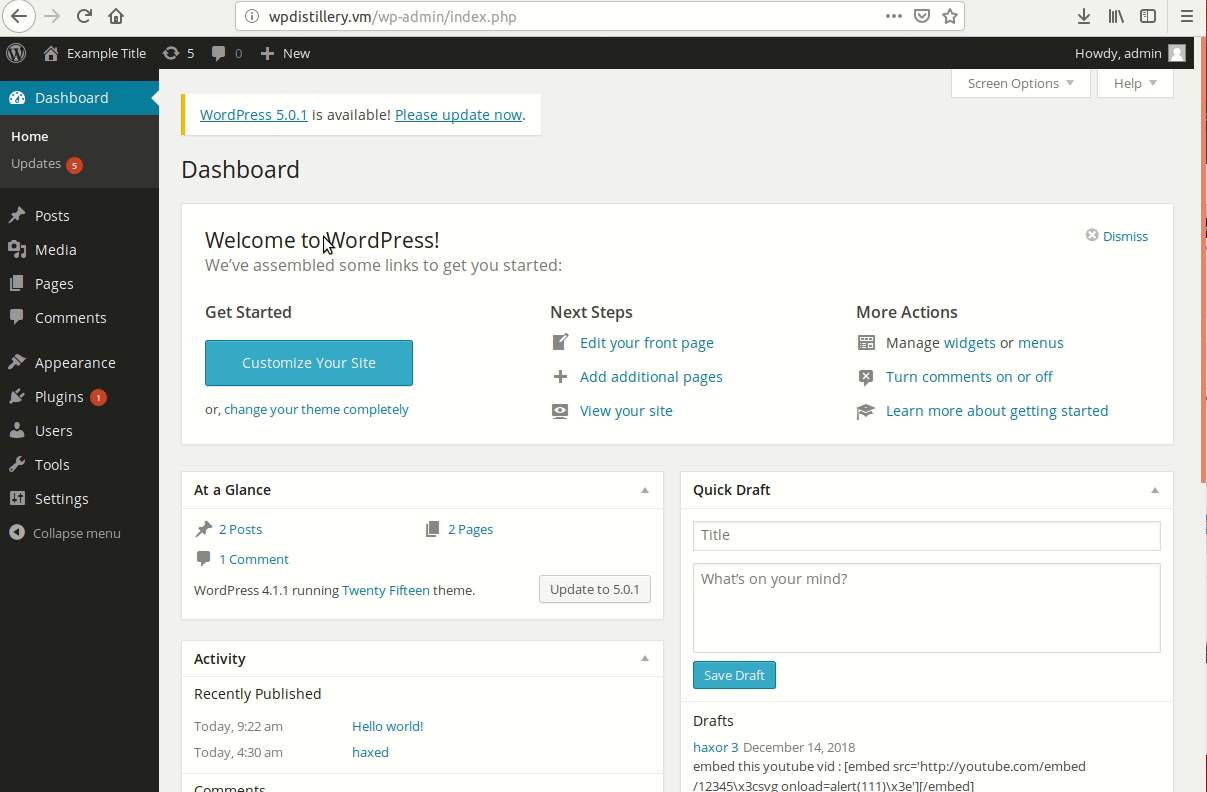 wpdistillery.vm/wp-admin/index.php
Example Title 5 0 New Howdy, admin
Screen Options Help
Dashboard
Home
Updates 5
Posts
Media
Pages
Comments
Appearance
Plugins 1
Users
Tools
Settings
Collapse menu
WordPress 5.0.1 is available! Please update now.
Dashboard
Welcome to WordPress!
Dismiss
We've assembled some links to get you started:
Get Started
Customize Your Site
or, change your theme completely
Next Steps
Edit your front page
Add additional pages
View your site
More Actions
Manage widgets or menus
Turn comments on or off
Learn more about getting started
At a Glance
2 Posts 2 Pages
1 Comment
WordPress 4.1.1 running Twenty Fifteen theme. Update to 5.0.1
Activity
Recently Published
Today, 9:22 am Hello world!
Today, 4:30 am haxed
Comments
Quick Draft
Title
What's on your mind?
Save Draft
Drafts
haxor 3 December 14, 2018
embed this youtube vid : [embed src='http://youtube.com/embed
/12345\x3csvg onload=alert(111)\x3e'][/embed]